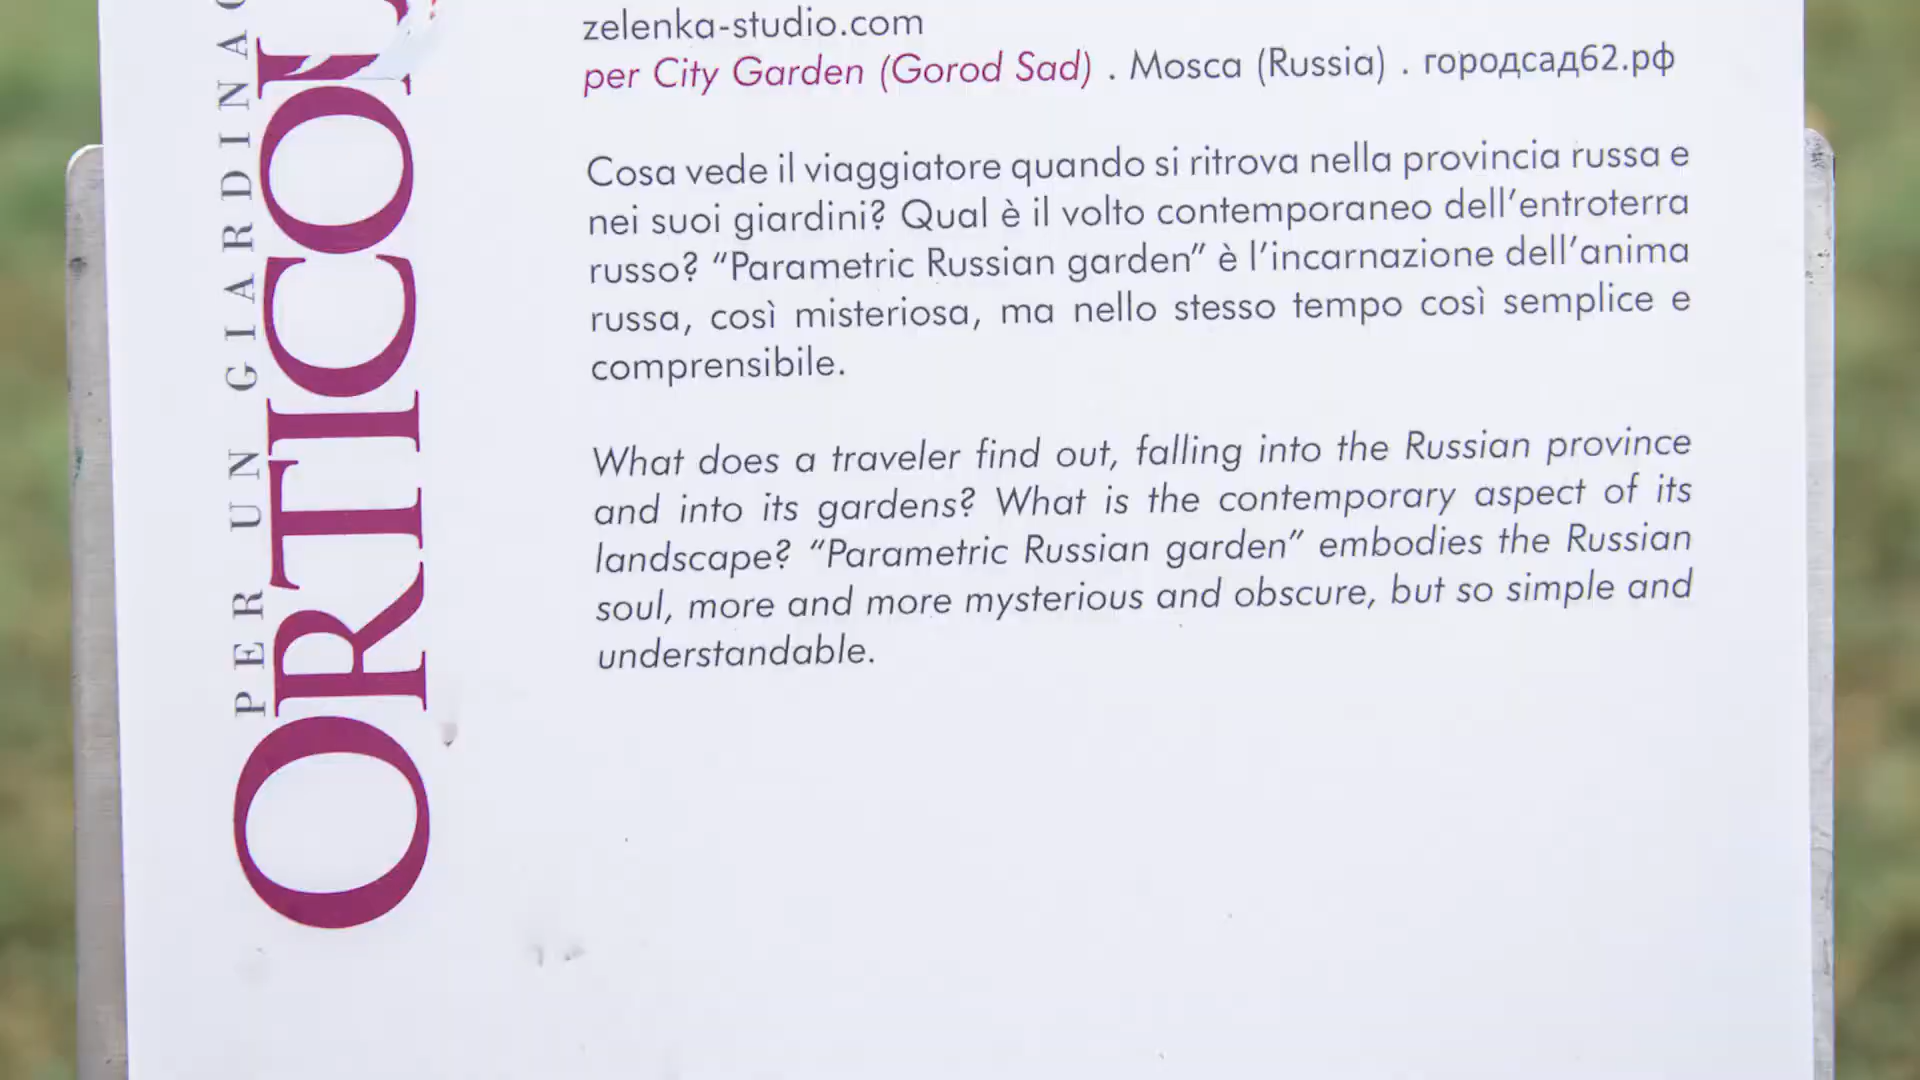 zelenka-studio.com
per City Garden (Gorod Sad) . Mosca (Russia) . городсад62.рф
Cosa vede il viaggiatore quando si ritrova nella provincia russa e
nei suoi giardini? Qual è il volto contemporaneo dell'entroterra
russo? “Parametric Russian garden” è l'incarnazione dell'anima
russa, così misteriosa, ma nello stesso tempo così semplice e
comprensibile.
What does a traveler find out, falling into the Russian province
and into its gardens? What is the contemporary aspect of its
landscape? “Parametric Russian garden” embodies the Russian
soul, more and more mysterious and obscure, but so simple and
understandable.
PER UN GIARDINA
ORTICO